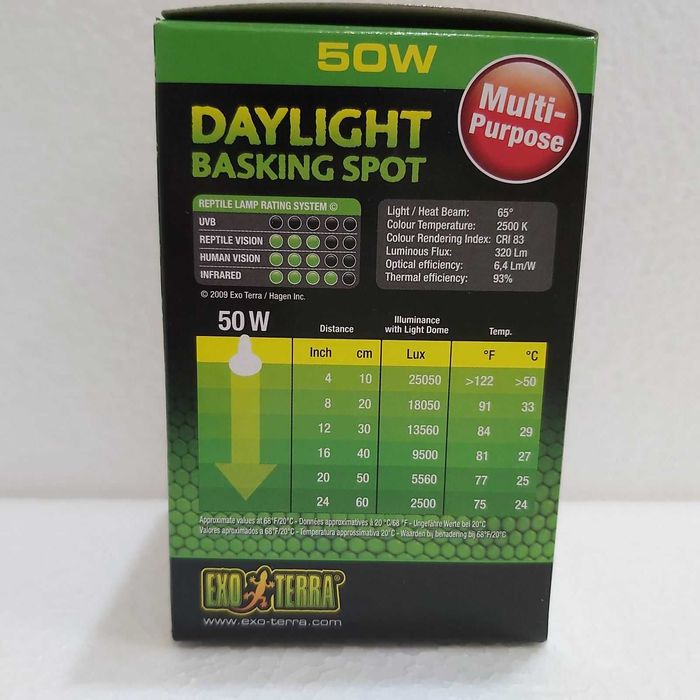 50W
DAYLIGHT
BASKING SPOT
Multi-
Purpose
REPTILE LAMP RATING SYSTEM ©
UVB
REPTILE VISION
HUMAN VISION
INFRARED
© 2009 Exo Terra / Hagen Inc.
Light / Heat Beam: 65°
Colour Temperature: 2500 K
Colour Rendering Index: CRI 83
Luminous Flux: 320 Lm
Optical efficiency: 6,4 Lm/W
Thermal efficiency: 93%
50 W
Distance Illuminance with Light Dome Temp.
Inch cm Lux °F °C
4 10 25050 >122 >50
8 20 18050 91 33
12 30 13560 84 29
16 40 9500 81 27
20 50 5560 77 25
24 60 2500 75 24
Approximate values at 68°F/20°C - Données approximatives à 20 °C/68 °F - Ungefähre Werte bei 20°C
Valores aproximados a 68°F/20°C - Temperatura approssimativa 20°C - Waarden bij benadering bij 68°F/20°C
EXO TERRA®
www.exo-terra.com